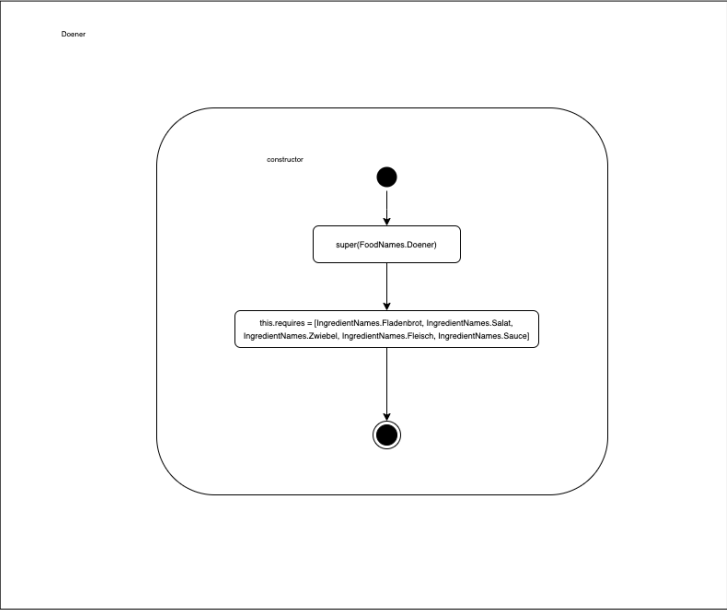 Doener
constructor
super(FoodNames.Doener)
this.requires = [IngredientNames.Fladenbrot, IngredientNames.Salat,
IngredientNames.Zwiebel, IngredientNames.Fleisch, IngredientNames.Sauce]